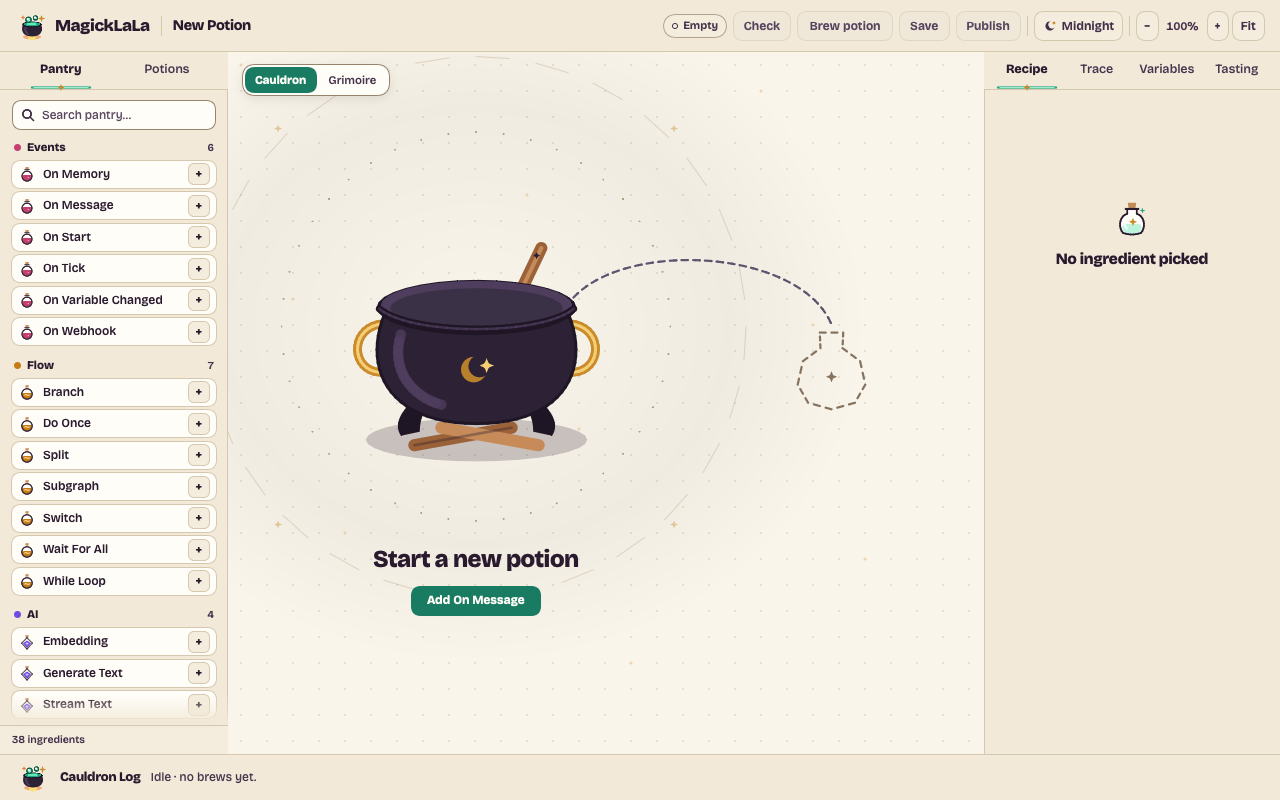 MagickLaLa
New Potion
Empty
Check
Brew potion
Save
Publish
Midnight
−
100%
+
Fit
Pantry
Potions
Search pantry…
Events 6
On Memory +
On Message +
On Start +
On Tick +
On Variable Changed +
On Webhook +
Flow 7
Branch +
Do Once +
Split +
Subgraph +
Switch +
Wait For All +
While Loop +
AI 4
Embedding +
Generate Text +
Stream Text +
38 ingredients
Cauldron
Grimoire
Start a new potion
Add On Message
Recipe
Trace
Variables
Tasting
No ingredient picked
Cauldron Log Idle · no brews yet.